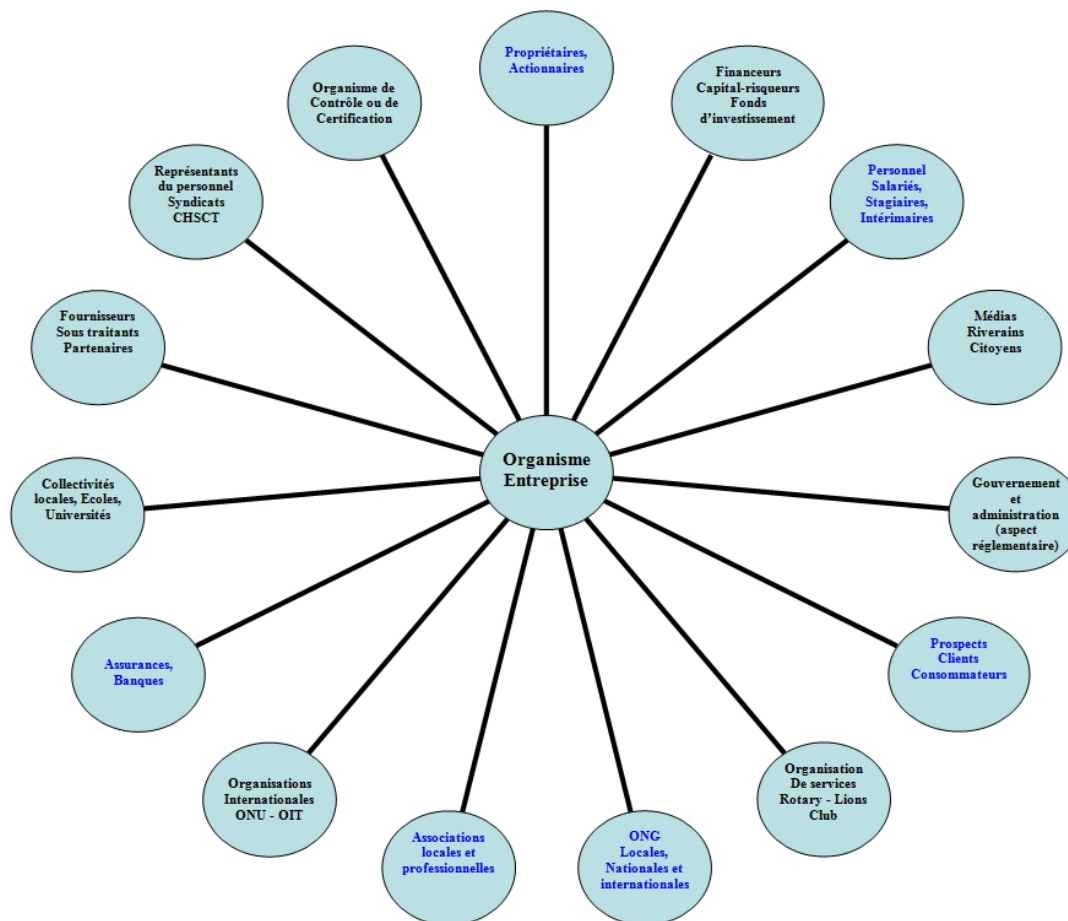 Propriétaires,
Actionnaires
Financeurs
Capital-risqueurs
Fonds
d'investissement
Personnel
Salariés,
Stagiaires,
Intérimaires
Médias
Riverains
Citoyens
Gouvernement
et
administration
(aspect
réglementaire)
Prospects
Clients
Consommateurs
Organisation
De services
Rotary - Lions
Club
ONG
Locales,
Nationales et
internationales
Associations
locales et
professionnelles
Organisations
Internationales
ONU - OIT
Assurances,
Banques
Collectivités
locales, Ecoles,
Universités
Fournisseurs
Sous traitants
Partenaires
Représentants
du personnel
Syndicats
CHSCT
Organisme de
Contrôle ou de
Certification
Organisme
Entreprise